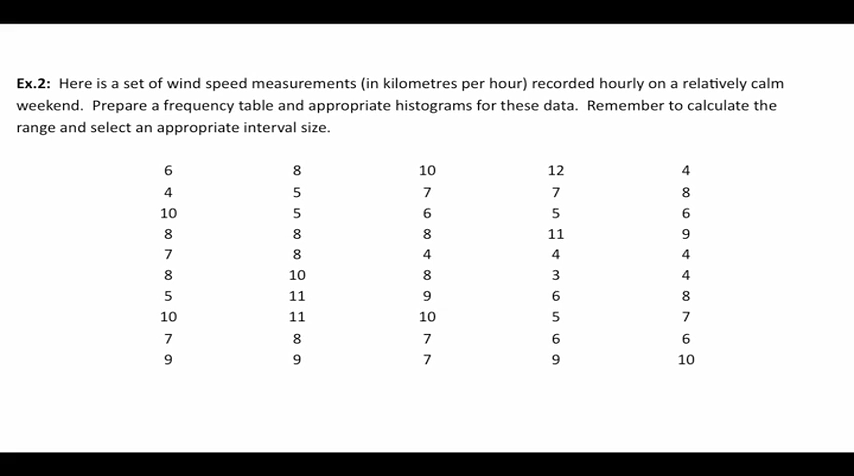 Ex.2: Here is a set of wind speed measurements (in kilometres per hour) recorded hourly on a relatively calm
weekend. Prepare a frequency table and appropriate histograms for these data. Remember to calculate the
range and select an appropriate interval size.
6 8 10 12 4
4 5 7 7 8
10 5 6 5 6
8 8 8 11 9
7 8 4 4 4
8 10 8 3 4
5 11 9 6 8
10 11 10 5 7
7 8 7 6 6
9 9 7 9 10